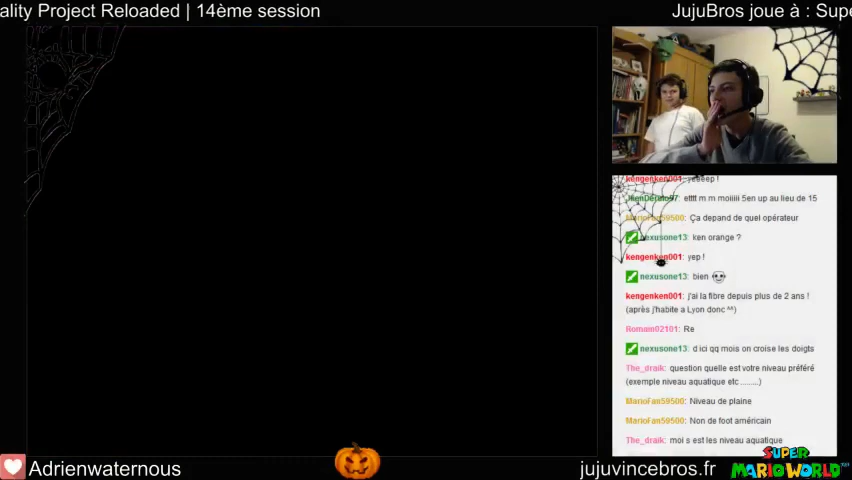 ality Project Reloaded | 14ème session
JujuBros joue à : Supe
kengenken001: yeeeep !
etttt m m moiiiii 5en up au lieu de 15
MarioFan59500: Ça depand de quel opérateur
nexusone13: ken orange ?
kengenken001: yep !
nexusone13: bien
kengenken001: j'ai la fibre depuis plus de 2 ans !
(après j'habite a Lyon donc ^^)
Romam02101: Re
nexusone13: d ici qq mois on croise les doigts
The_draik: question quelle est votre niveau préféré
(exemple niveau aquatique etc ........)
MarioFan59500: Niveau de plaine
MarioFan59500: Non de foot américain
The_draik: moi s est les niveau aquatique
Adrienwaternous
jujuvincebros.fr
SUPER
MARIO WORLD